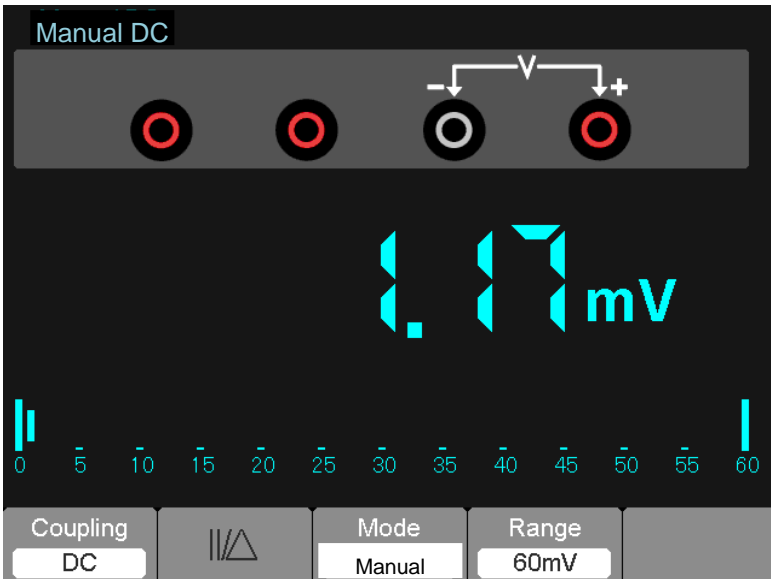 Manual DC
V
- +
1.17 mV
0 5 10 15 20 25 30 35 40 45 50 55 60
Coupling ||/△ Mode Range
DC Manual 60mV